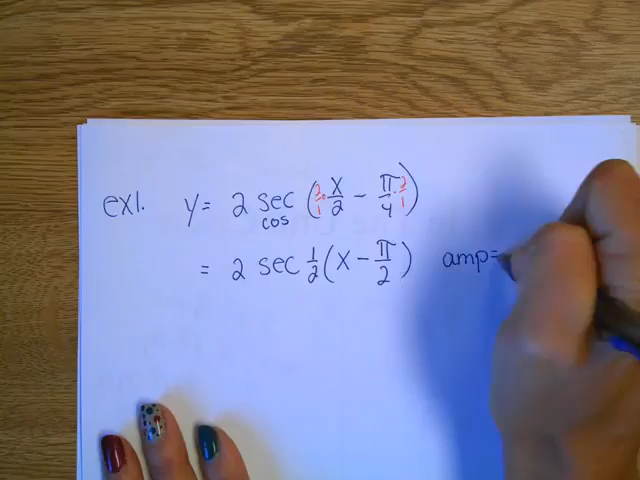 ex1. y = 2 sec (2/1 · x/2 − π/4 · 2/1)
cos
= 2 sec 1/2 (x − π/2) amp=